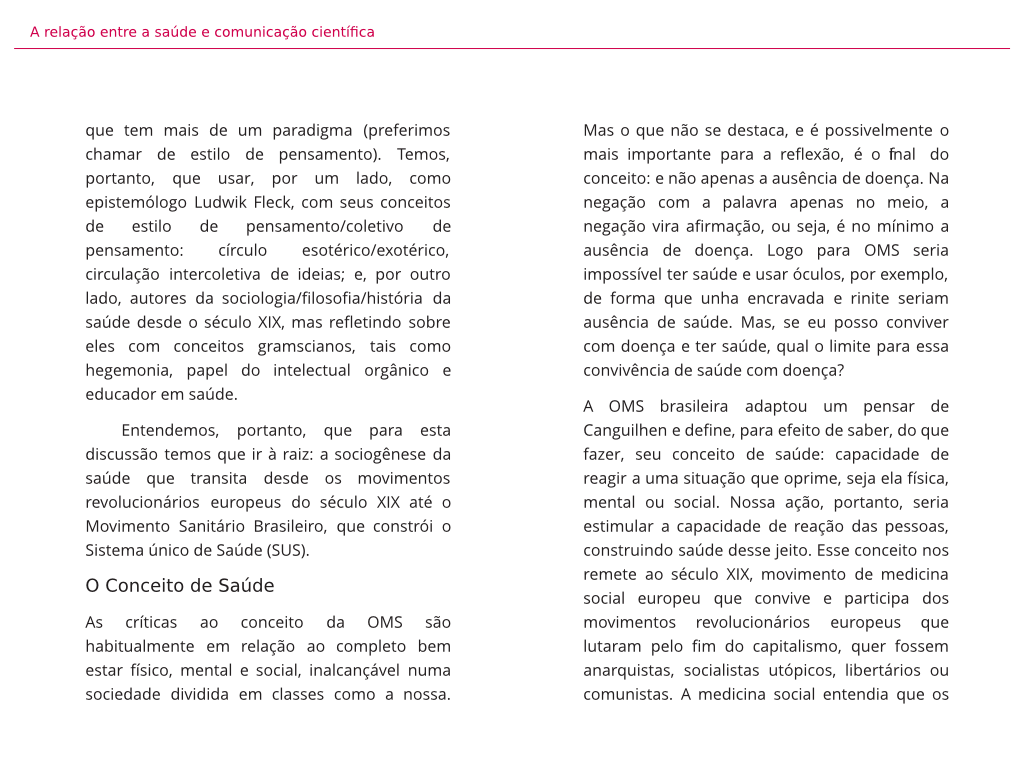 A relação entre a saúde e comunicação científica
que tem mais de um paradigma (preferimos
chamar de estilo de pensamento). Temos,
portanto, que usar, por um lado, como
epistemólogo Ludwik Fleck, com seus conceitos
de estilo de pensamento/coletivo de
pensamento: círculo esotérico/exotérico,
circulação intercoletiva de ideias; e, por outro
lado, autores da sociologia/filosofia/história da
saúde desde o século XIX, mas refletindo sobre
eles com conceitos gramscianos, tais como
hegemonia, papel do intelectual orgânico e
educador em saúde.
Entendemos, portanto, que para esta
discussão temos que ir à raiz: a sociogênese da
saúde que transita desde os movimentos
revolucionários europeus do século XIX até o
Movimento Sanitário Brasileiro, que constrói o
Sistema único de Saúde (SUS).
O Conceito de Saúde
As críticas ao conceito da OMS são
habitualmente em relação ao completo bem
estar físico, mental e social, inalcançável numa
sociedade dividida em classes como a nossa.
Mas o que não se destaca, e é possivelmente o
mais importante para a reflexão, é o fnal do
conceito: e não apenas a ausência de doença. Na
negação com a palavra apenas no meio, a
negação vira afirmação, ou seja, é no mínimo a
ausência de doença. Logo para OMS seria
impossível ter saúde e usar óculos, por exemplo,
de forma que unha encravada e rinite seriam
ausência de saúde. Mas, se eu posso conviver
com doença e ter saúde, qual o limite para essa
convivência de saúde com doença?
A OMS brasileira adaptou um pensar de
Canguilhen e define, para efeito de saber, do que
fazer, seu conceito de saúde: capacidade de
reagir a uma situação que oprime, seja ela física,
mental ou social. Nossa ação, portanto, seria
estimular a capacidade de reação das pessoas,
construindo saúde desse jeito. Esse conceito nos
remete ao século XIX, movimento de medicina
social europeu que convive e participa dos
movimentos revolucionários europeus que
lutaram pelo fim do capitalismo, quer fossem
anarquistas, socialistas utópicos, libertários ou
comunistas. A medicina social entendia que os